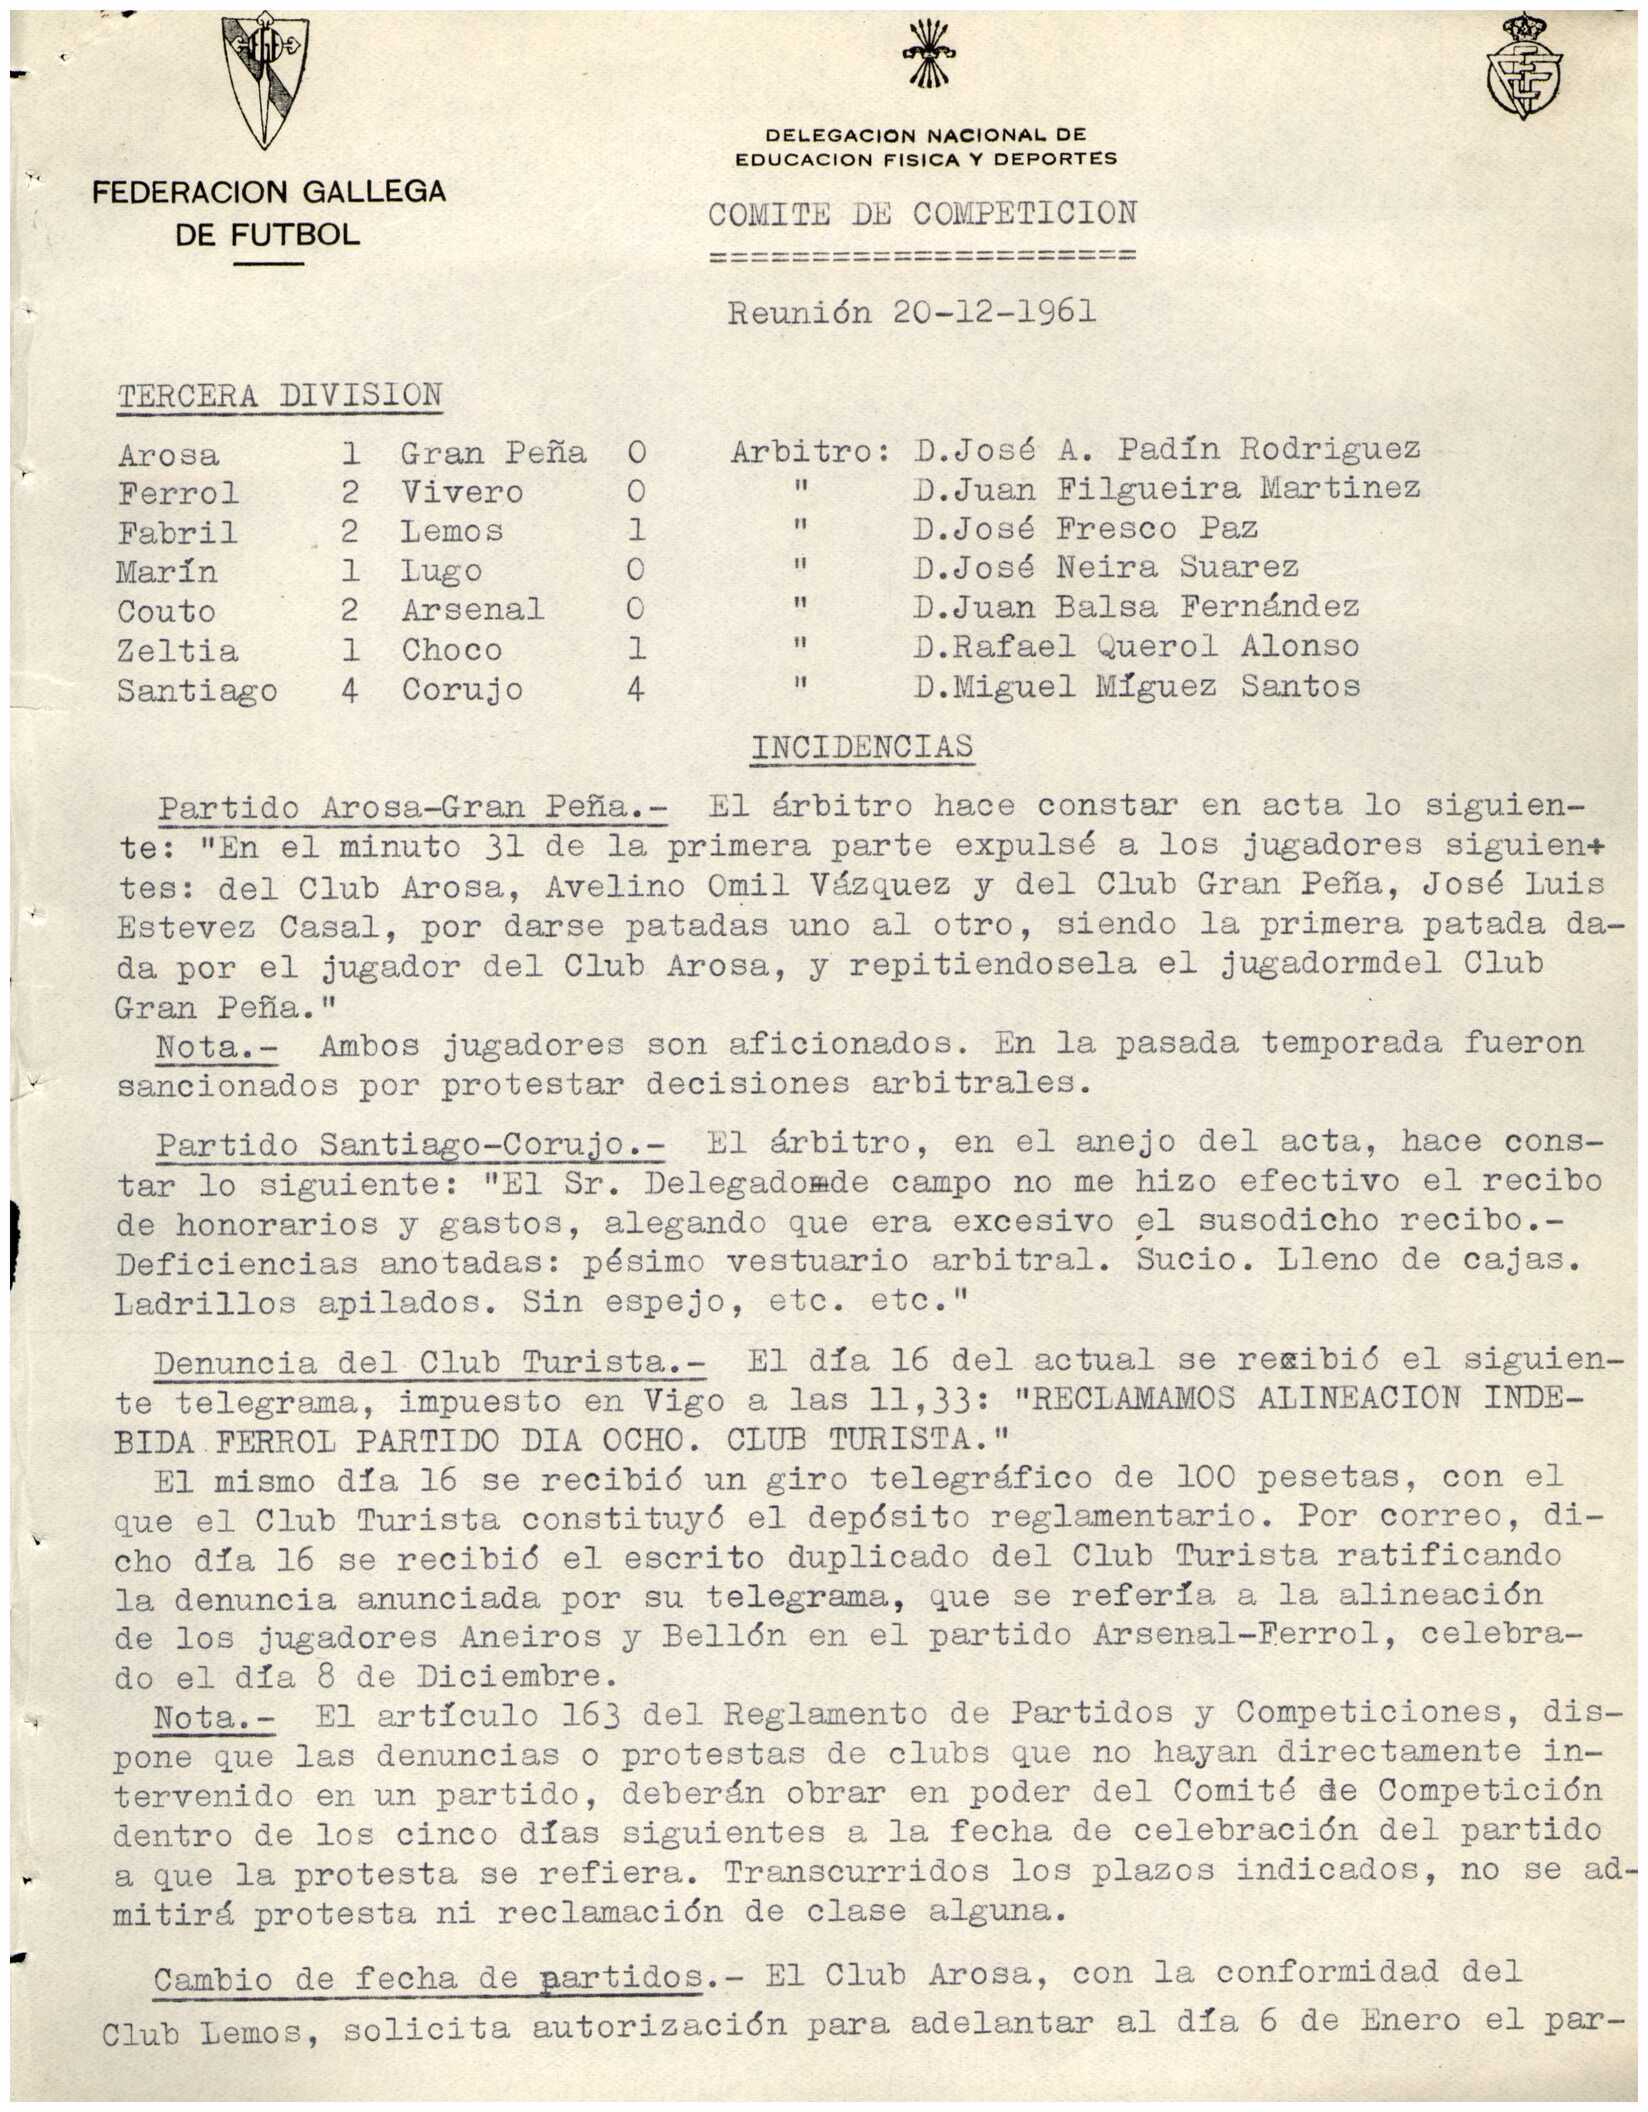 FEDERACION GALLEGA
DE FUTBOL
DELEGACION NACIONAL DE
EDUCACION FISICA Y DEPORTES
COMITE DE COMPETICION
=====================
Reunión 20-12-1961
TERCERA DIVISION
Arosa 1 Gran Peña 0 Arbitro: D.José A. Padín Rodriguez
Ferrol 2 Vivero 0 " D.Juan Filgueira Martinez
Fabril 2 Lemos 1 " D.José Fresco Paz
Marín 1 Lugo 0 " D.José Neira Suarez
Couto 2 Arsenal 0 " D.Juan Balsa Fernández
Zeltia 1 Choco 1 " D.Rafael Querol Alonso
Santiago 4 Corujo 4 " D.Miguel Míguez Santos
INCIDENCIAS
Partido Arosa-Gran Peña.- El árbitro hace constar en acta lo siguien-
te: "En el minuto 31 de la primera parte expulsé a los jugadores siguien+
tes: del Club Arosa, Avelino Omil Vázquez y del Club Gran Peña, José Luis
Estevez Casal, por darse patadas uno al otro, siendo la primera patada da-
da por el jugador del Club Arosa, y repitiendosela el jugadormdel Club
Gran Peña."
Nota.- Ambos jugadores son aficionados. En la pasada temporada fueron
sancionados por protestar decisiones arbitrales.
Partido Santiago-Corujo.- El árbitro, en el anejo del acta, hace cons-
tar lo siguiente: "El Sr. Delegado de campo no me hizo efectivo el recibo
de honorarios y gastos, alegando que era excesivo el susodicho recibo.-
Deficiencias anotadas: pésimo vestuario arbitral. Sucio. Lleno de cajas.
Ladrillos apilados. Sin espejo, etc. etc."
Denuncia del Club Turista.- El día 16 del actual se recibió el siguien-
te telegrama, impuesto en Vigo a las 11,33: "RECLAMAMOS ALINEACION INDE-
BIDA FERROL PARTIDO DIA OCHO. CLUB TURISTA."
El mismo día 16 se recibió un giro telegráfico de 100 pesetas, con el
que el Club Turista constituyó el depósito reglamentario. Por correo, di-
cho día 16 se recibió el escrito duplicado del Club Turista ratificando
la denuncia anunciada por su telegrama, que se refería a la alineación
de los jugadores Aneiros y Bellón en el partido Arsenal-Ferrol, celebra-
do el día 8 de Diciembre.
Nota.- El artículo 163 del Reglamento de Partidos y Competiciones, dis-
pone que las denuncias o protestas de clubs que no hayan directamente in-
tervenido en un partido, deberán obrar en poder del Comité de Competición
dentro de los cinco días siguientes a la fecha de celebración del partido
a que la protesta se refiera. Transcurridos los plazos indicados, no se ad-
mitirá protesta ni reclamación de clase alguna.
Cambio de fecha de partidos.- El Club Arosa, con la conformidad del
Club Lemos, solicita autorización para adelantar al día 6 de Enero el par-